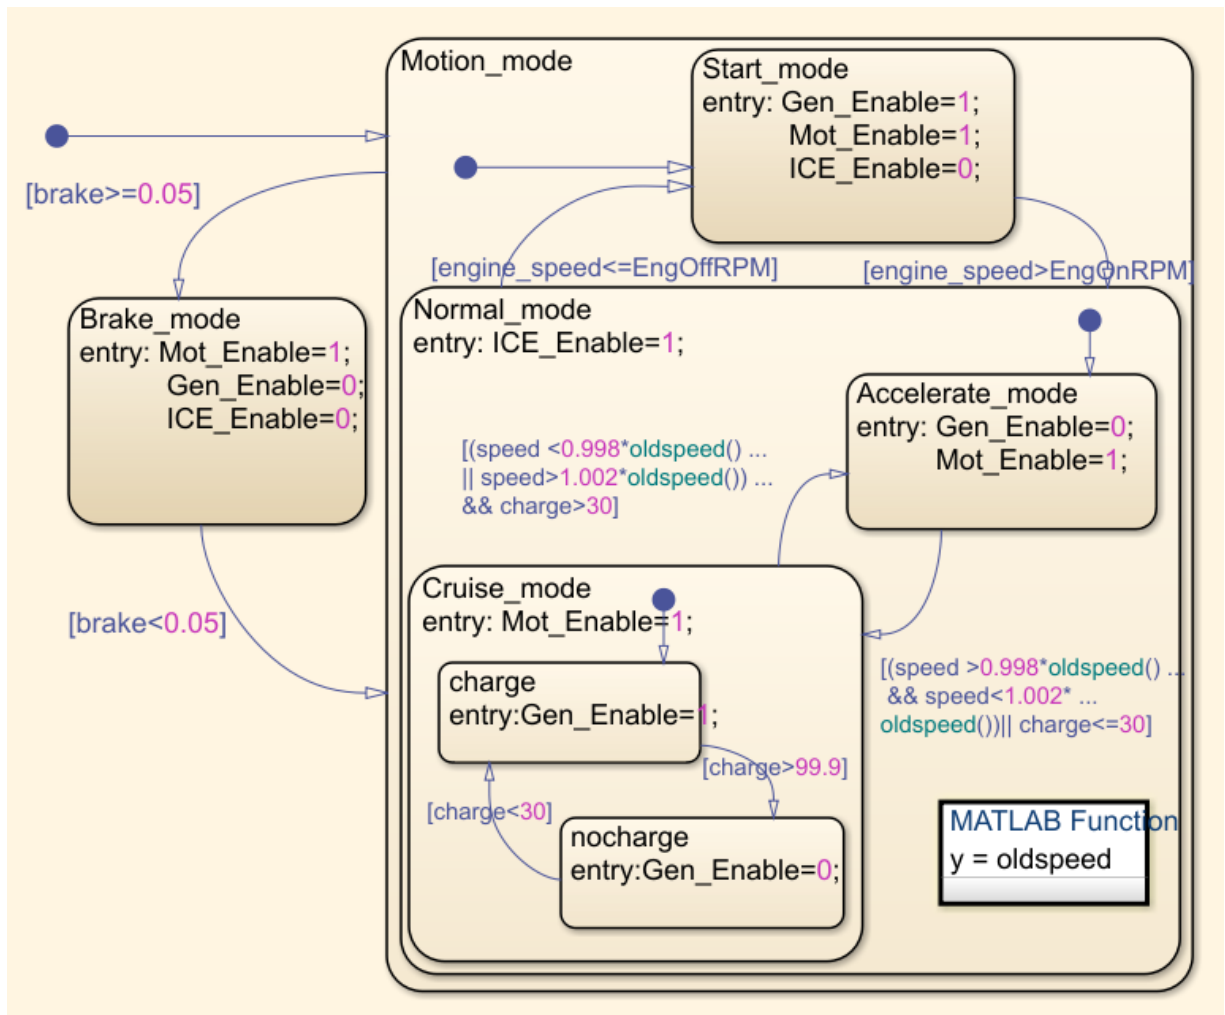 Motion_mode
Start_mode
entry: Gen_Enable=1;
Mot_Enable=1;
ICE_Enable=0;
[brake>=0.05]
[engine_speed<=EngOffRPM]
[engine_speed>EngOnRPM]
Brake_mode
entry: Mot_Enable=1;
Gen_Enable=0;
ICE_Enable=0;
Normal_mode
entry: ICE_Enable=1;
Accelerate_mode
entry: Gen_Enable=0;
Mot_Enable=1;
[(speed <0.998*oldspeed() ...
|| speed>1.002*oldspeed()) ...
&& charge>30]
Cruise_mode
entry: Mot_Enable=1;
[brake<0.05]
charge
entry:Gen_Enable=1;
[(speed >0.998*oldspeed() ...
&& speed<1.002* ...
oldspeed())|| charge<=30]
[charge>99.9]
[charge<30]
nocharge
entry:Gen_Enable=0;
MATLAB Function
y = oldspeed